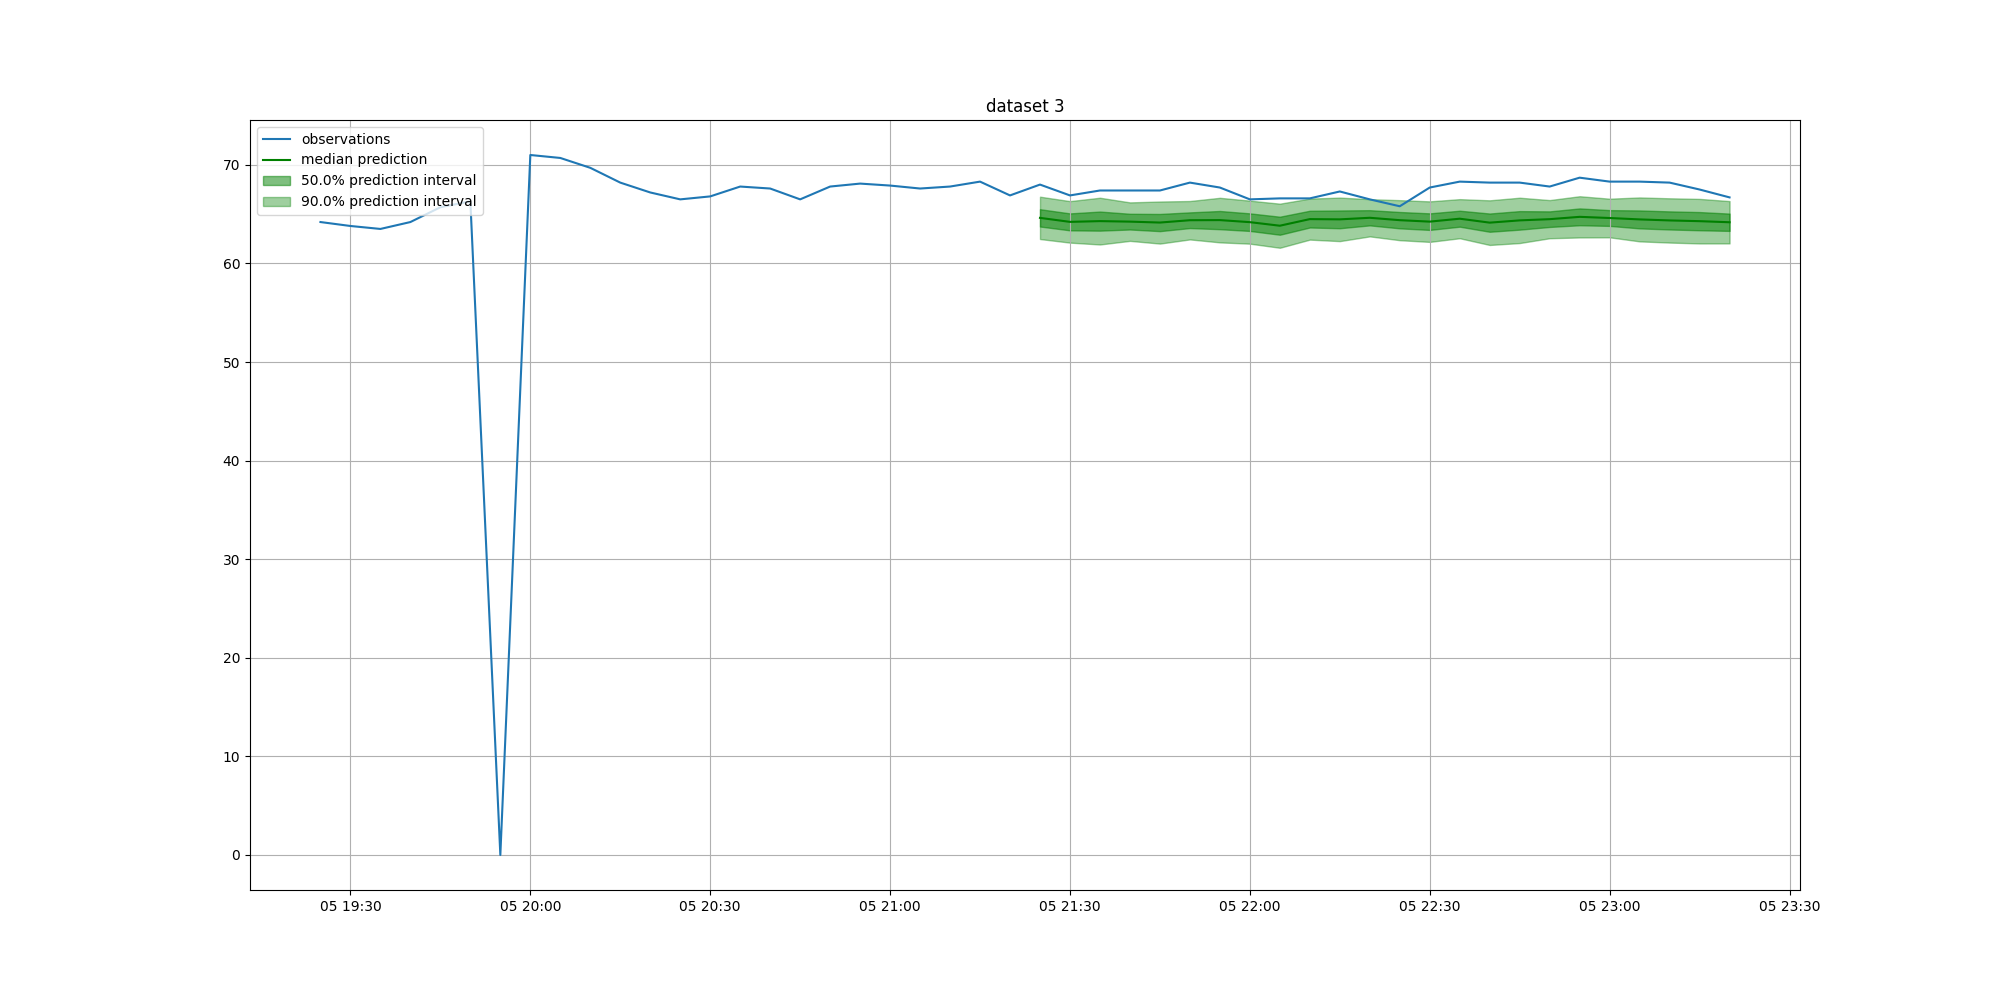 dataset 3
observations
median prediction
50.0% prediction interval
90.0% prediction interval
70
60
50
40
30
20
10
0
05 19:30 05 20:00 05 20:30 05 21:00 05 21:30 05 22:00 05 22:30 05 23:00 05 23:30